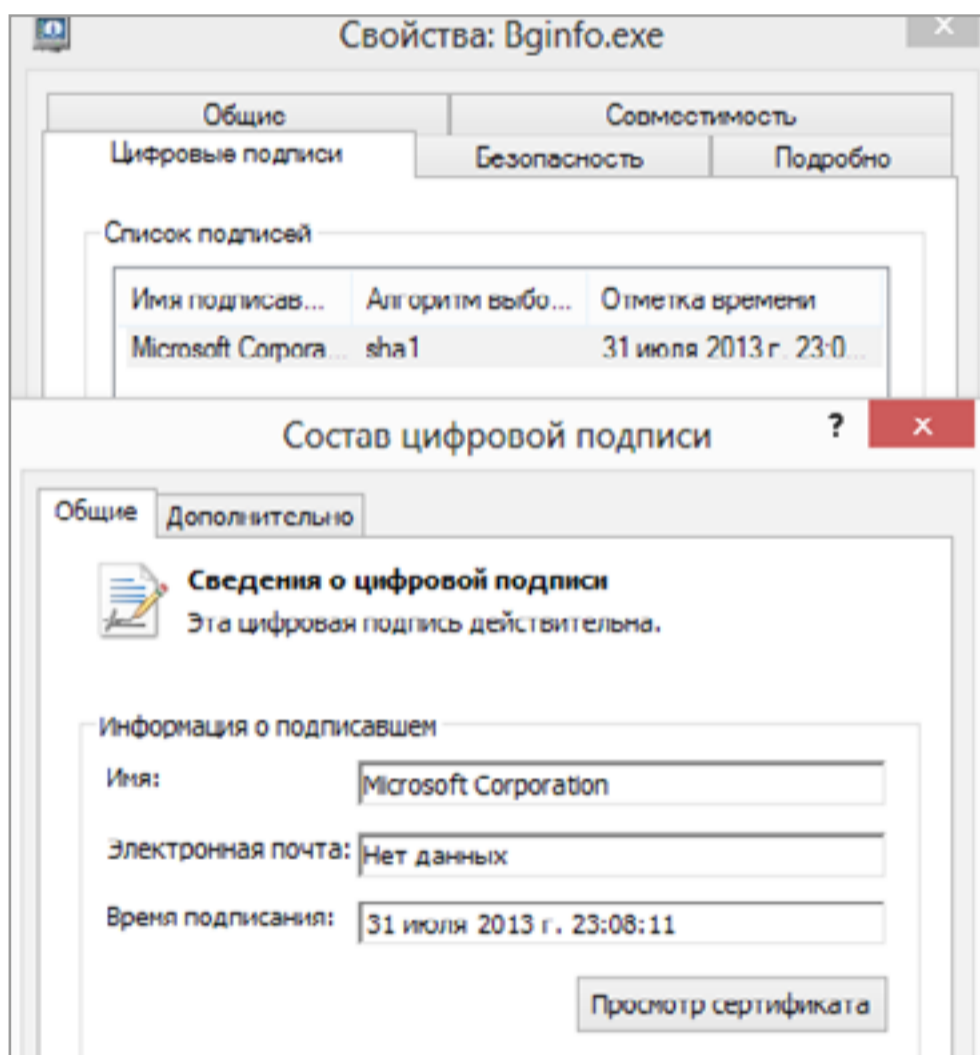 Свойства: Bginfo.exe
Общие Совместимость
Цифровые подписи Безопасность Подробно
Список подписей
Имя подписав... Алгоритм выбо... Отметка времени
Microsoft Corpora... sha1 31 июля 2013 г. 23:0...
Состав цифровой подписи ?
Общие Дополнительно
Сведения о цифровой подписи
Эта цифровая подпись действительна.
Информация о подписавшем
Имя: Microsoft Corporation
Электронная почта: Нет данных
Время подписания: 31 июля 2013 г. 23:08:11
Просмотр сертификата